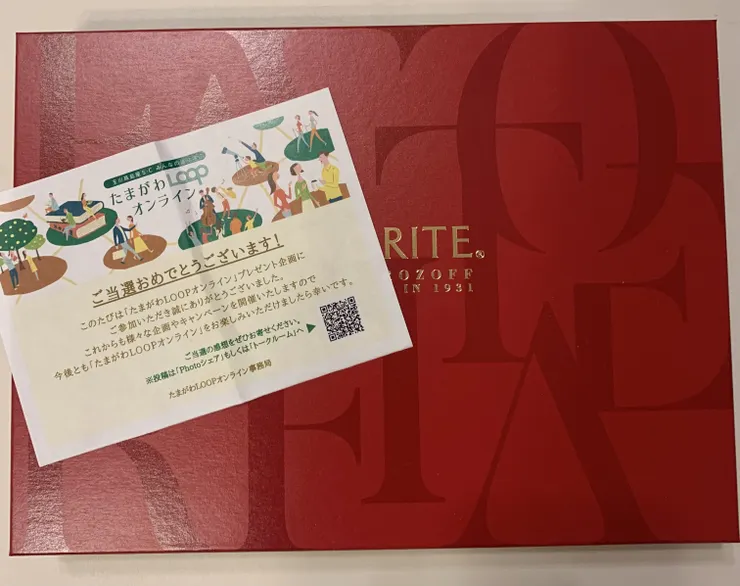 たまがわLOOP
オンライン
ご当選おめでとうございます!
このたびは「たまがわLOOPオンライン」プレゼント企画に
ご参加いただき誠にありがとうございました。
これからも様々な企画やキャンペーンを開催いたしますので
今後とも「たまがわLOOPオンライン」をお楽しみいただけましたら幸いです。
ご当選の感想をぜひお寄せください。
※投稿は「Photoシェア」もしくは「トークルーム」へ ▶
たまがわLOOPオンライン事務局
RITE®
OZOFF
IN 1931